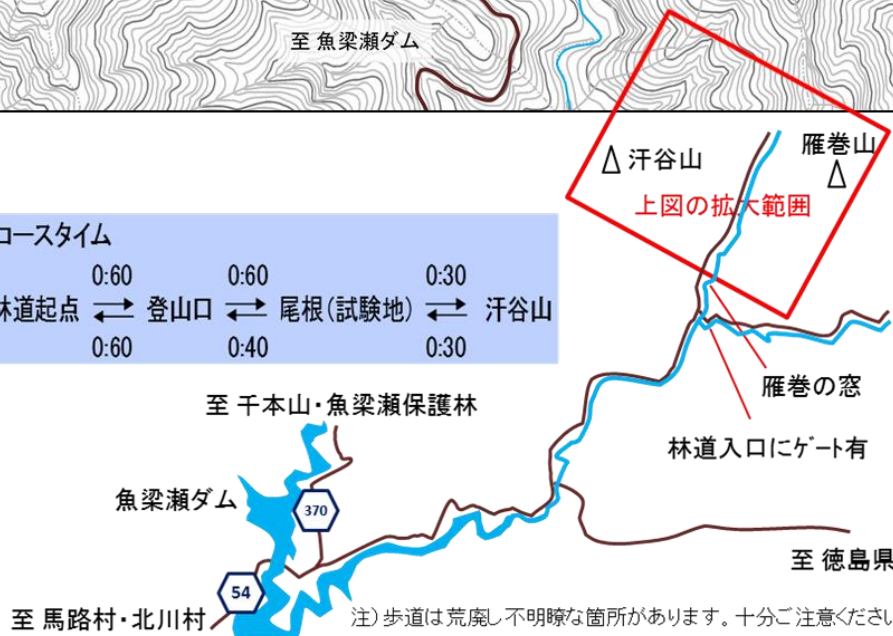 至 魚梁瀬ダム
雁巻山
汗谷山
上図の拡大範囲
コースタイム
0:60 0:60 0:30
林道起点 登山口 尾根(試験地) 汗谷山
0:60 0:40 0:30
雁巻の窓
至 千本山・魚梁瀬保護林
林道入口にゲート有
魚梁瀬ダム
370
至 徳島県
54
至 馬路村・北川村
注)歩道は荒廃し不明瞭な箇所があります。十分ご注意くださ